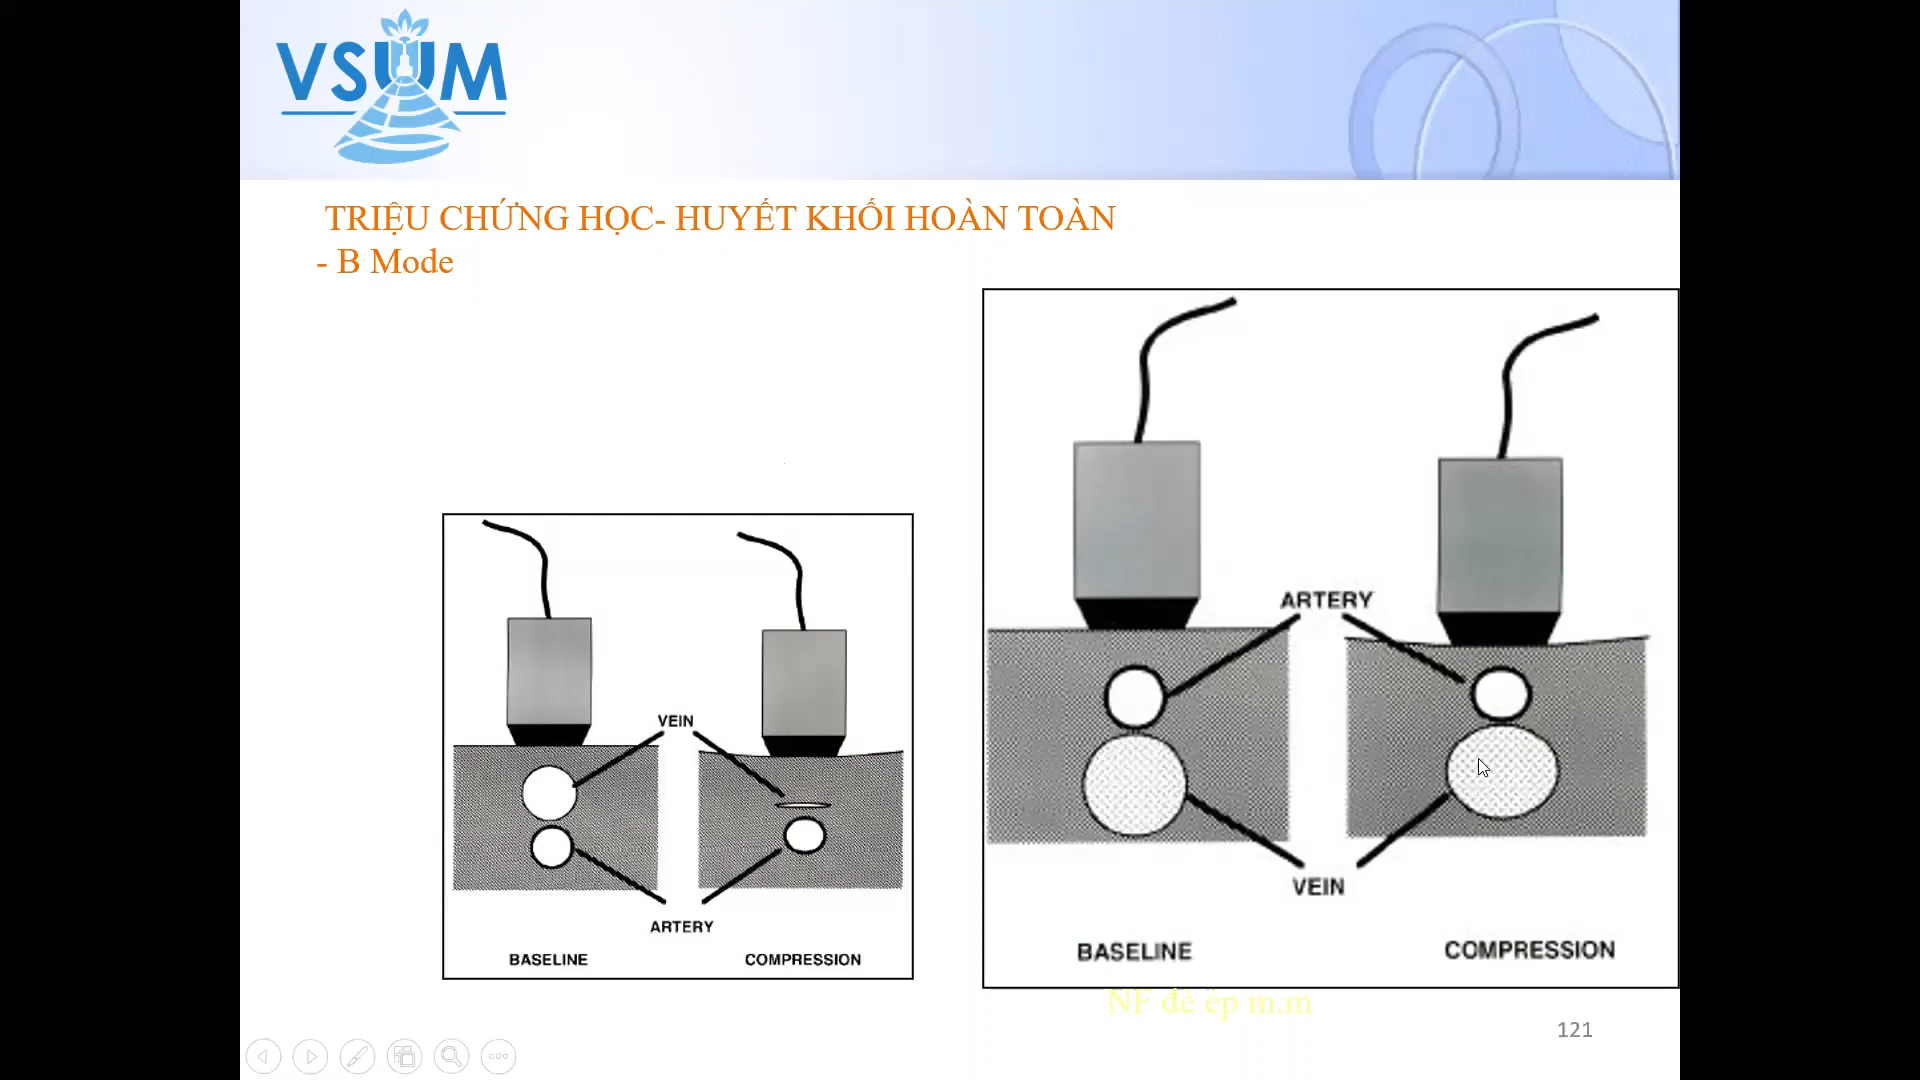 VSUM
TRIỆU CHỨNG HỌC- HUYẾT KHỐI HOÀN TOÀN
- B Mode
VEIN
ARTERY
BASELINE
COMPRESSION
ARTERY
VEIN
BASELINE
COMPRESSION
NF đè ép m.m
121